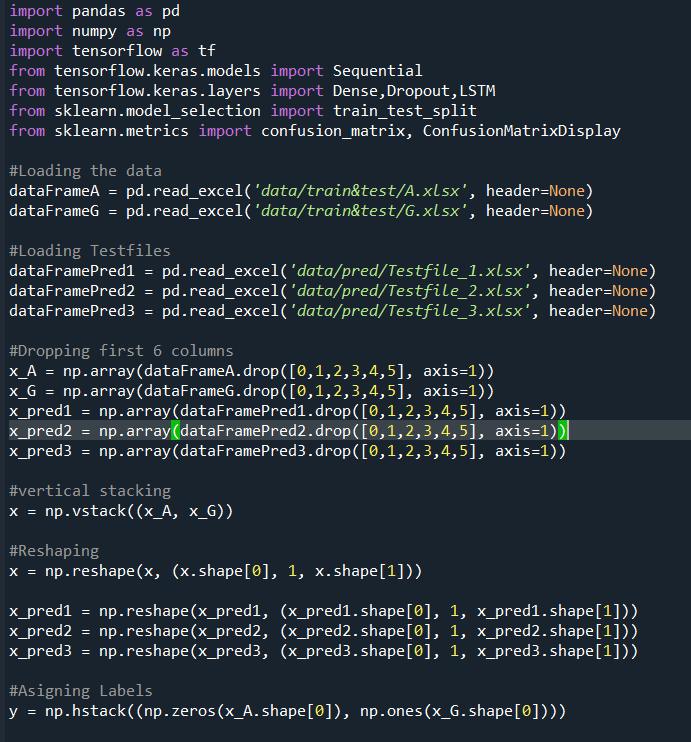 import pandas as pd
import numpy as np
import tensorflow as tf
from tensorflow.keras.models import Sequential
from tensorflow.keras.layers import Dense,Dropout,LSTM
from sklearn.model_selection import train_test_split
from sklearn.metrics import confusion_matrix, ConfusionMatrixDisplay

#Loading the data
dataFrameA = pd.read_excel('data/train&test/A.xlsx', header=None)
dataFrameG = pd.read_excel('data/train&test/G.xlsx', header=None)

#Loading Testfiles
dataFramePred1 = pd.read_excel('data/pred/Testfile_1.xlsx', header=None)
dataFramePred2 = pd.read_excel('data/pred/Testfile_2.xlsx', header=None)
dataFramePred3 = pd.read_excel('data/pred/Testfile_3.xlsx', header=None)

#Dropping first 6 columns
x_A = np.array(dataFrameA.drop([0,1,2,3,4,5], axis=1))
x_G = np.array(dataFrameG.drop([0,1,2,3,4,5], axis=1))
x_pred1 = np.array(dataFramePred1.drop([0,1,2,3,4,5], axis=1))
x_pred2 = np.array(dataFramePred2.drop([0,1,2,3,4,5], axis=1))
x_pred3 = np.array(dataFramePred3.drop([0,1,2,3,4,5], axis=1))

#vertical stacking
x = np.vstack((x_A, x_G))

#Reshaping
x = np.reshape(x, (x.shape[0], 1, x.shape[1]))

x_pred1 = np.reshape(x_pred1, (x_pred1.shape[0], 1, x_pred1.shape[1]))
x_pred2 = np.reshape(x_pred2, (x_pred2.shape[0], 1, x_pred2.shape[1]))
x_pred3 = np.reshape(x_pred3, (x_pred3.shape[0], 1, x_pred3.shape[1]))

#Asigning Labels
y = np.hstack((np.zeros(x_A.shape[0]), np.ones(x_G.shape[0])))